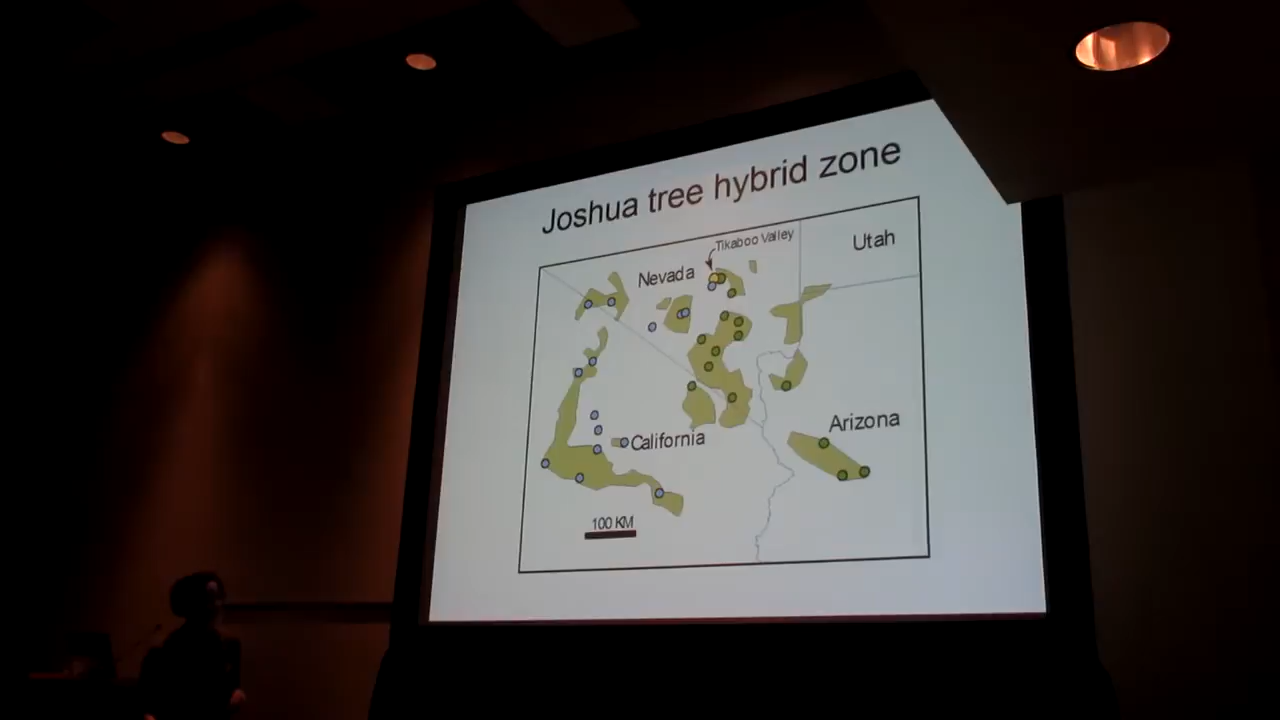 Joshua tree hybrid zone
Tikaboo Valley
Utah
Nevada
Arizona
California
100 KM